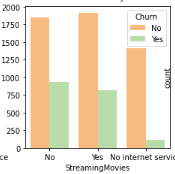 2000
1750
1500
1250
1000
750
500
250
0
Churn
No
Yes
count
ce
No
Yes
No internet servic
StreamingMovies